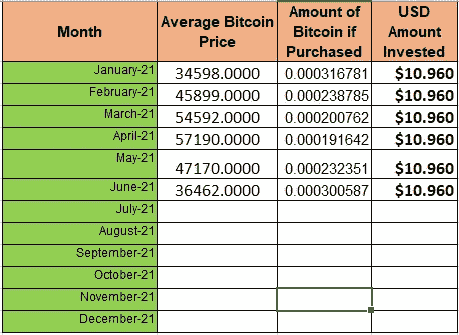 Month Average Bitcoin Price Amount of Bitcoin if Purchased USD Amount Invested
January-21 34598.0000 0.000316781 $10.960
February-21 45899.0000 0.000238785 $10.960
March-21 54592.0000 0.000200762 $10.960
April-21 57190.0000 0.000191642 $10.960
May-21 47170.0000 0.000232351 $10.960
June-21 36462.0000 0.000300587 $10.960
July-21
August-21
September-21
October-21
November-21
December-21